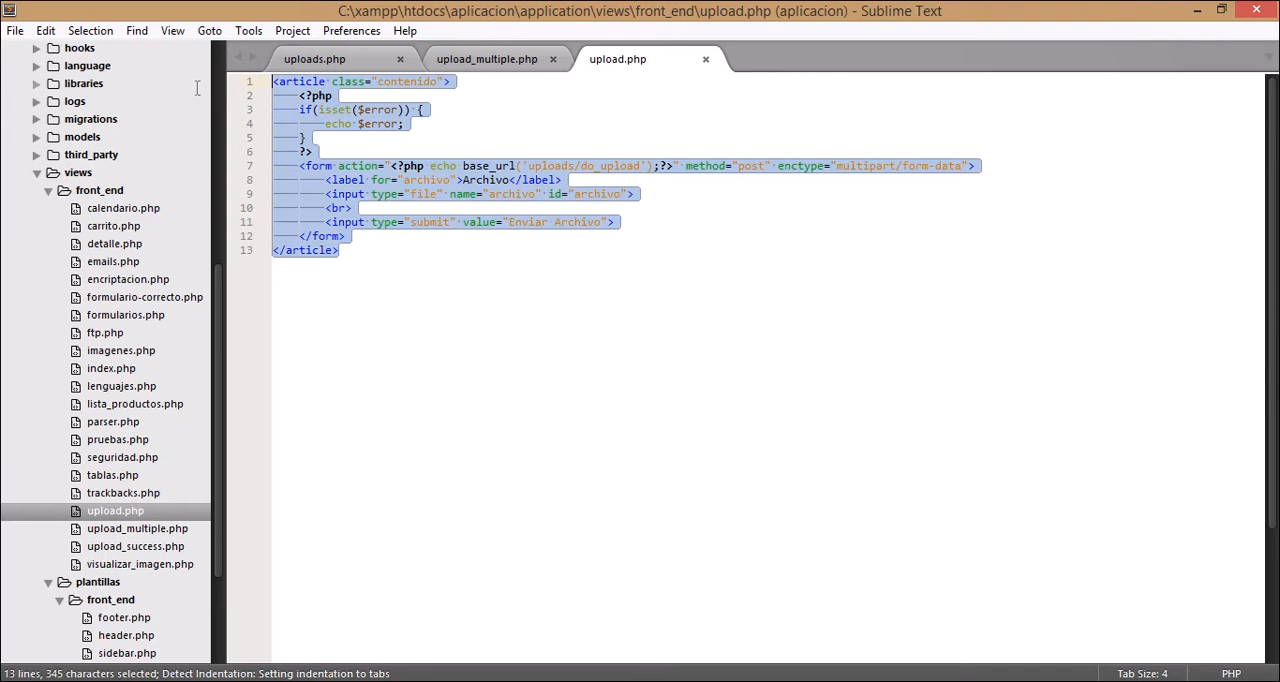 C:\xampp\htdocs\aplicacion\application\views\front_end\upload.php (aplicacion) - Sublime Text
File Edit Selection Find View Goto Tools Project Preferences Help
hooks
language
libraries
logs
migrations
models
third_party
views
front_end
calendario.php
carrito.php
detalle.php
emails.php
encriptacion.php
formulario-correcto.php
formularios.php
ftp.php
imagenes.php
index.php
lenguajes.php
lista_productos.php
parser.php
pruebas.php
seguridad.php
tablas.php
trackbacks.php
upload.php
upload_multiple.php
upload_success.php
visualizar_imagen.php
plantillas
front_end
footer.php
header.php
sidebar.php
uploads.php upload_multiple.php upload.php
1 <article class="contenido">
2 <?php
3 if(isset($error)) {
4 echo $error;
5 }
6 ?>
7 <form action="<?php echo base_url('uploads/do_upload');?>" method="post" enctype="multipart/form-data">
8 <label for="archivo">Archivo</label>
9 <input type="file" name="archivo" id="archivo">
10 <br>
11 <input type="submit" value="Enviar Archivo">
12 </form>
13 </article>
13 lines, 345 characters selected; Detect Indentation: Setting indentation to tabs Tab Size: 4 PHP